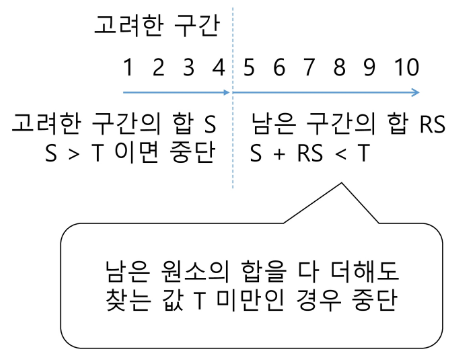 고려한 구간
1 2 3 4 5 6 7 8 9 10
고려한 구간의 합 S
S > T 이면 중단
남은 구간의 합 RS
S + RS < T
남은 원소의 합을 다 더해도
찾는 값 T 미만인 경우 중단